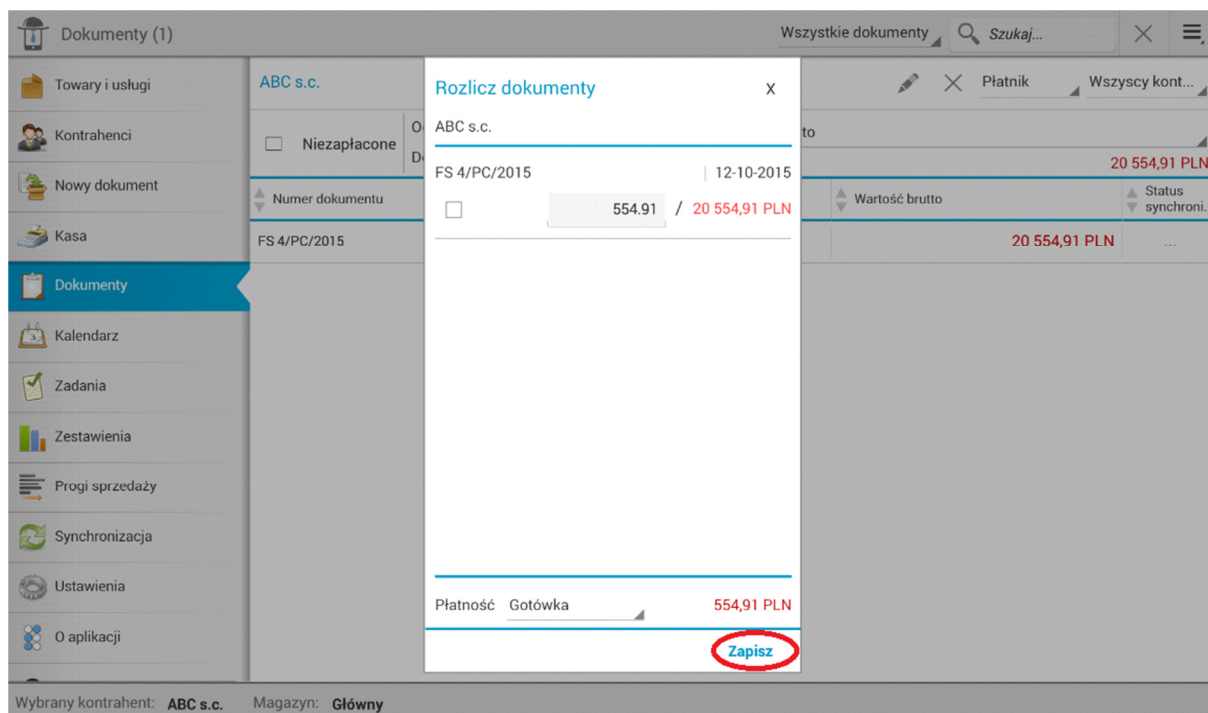 Dokumenty (1)
Wszystkie dokumenty
Szukaj...
Towary i usługi
Kontrahenci
Nowy dokument
Kasa
Dokumenty
Kalendarz
Zadania
Zestawienia
Progi sprzedaży
Synchronizacja
Ustawienia
O aplikacji
ABC s.c.
Płatnik
Wszyscy kont...
Niezapłacone
to
20 554,91 PLN
Numer dokumentu
Wartość brutto
Status
synchroni.
FS 4/PC/2015
20 554,91 PLN
...
Rozlicz dokumenty X
ABC s.c.
FS 4/PC/2015 12-10-2015
554.91 / 20 554,91 PLN
Płatność Gotówka 554,91 PLN
Zapisz
Wybrany kontrahent: ABC s.c. Magazyn: Główny